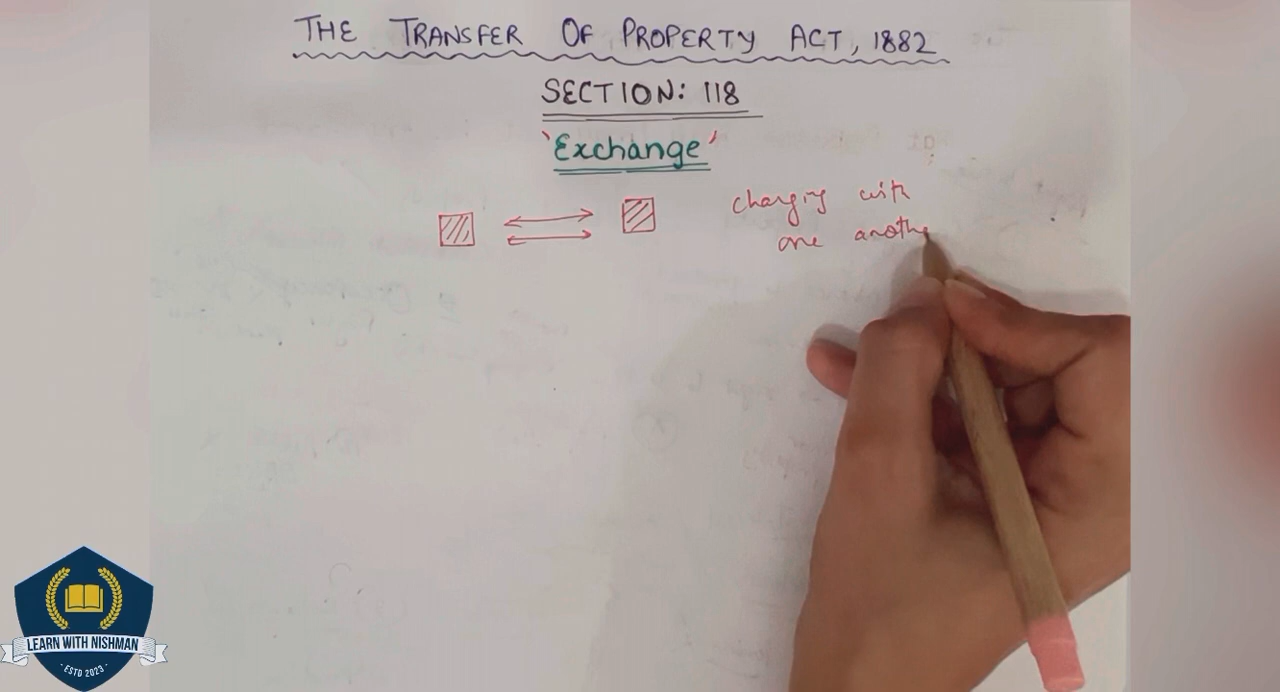 THE TRANSFER OF PROPERTY ACT, 1882
SECTION: 118
'Exchange'
changing with
one anothe
LEARN WITH NISHMAN
· ESTD 2023 ·